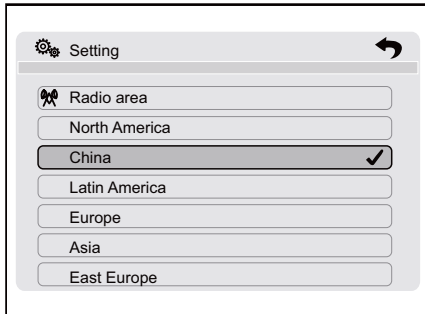 Setting
Radio area
North America
China
Latin America
Europe
Asia
East Europe